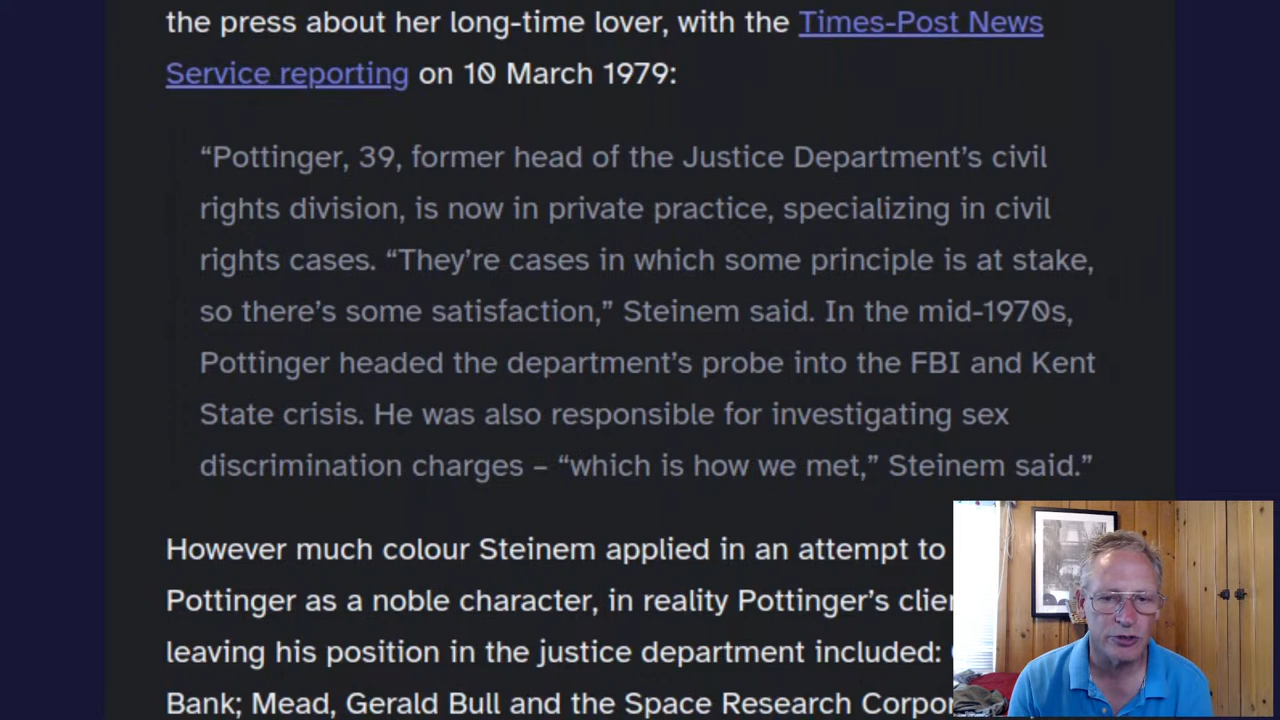 the press about her long-time lover, with the Times-Post News
Service reporting on 10 March 1979:
“Pottinger, 39, former head of the Justice Department’s civil
rights division, is now in private practice, specializing in civil
rights cases. “They’re cases in which some principle is at stake,
so there’s some satisfaction,” Steinem said. In the mid-1970s,
Pottinger headed the department’s probe into the FBI and Kent
State crisis. He was also responsible for investigating sex
discrimination charges – “which is how we met,” Steinem said.”
However much colour Steinem applied in an attempt to
Pottinger as a noble character, in reality Pottinger’s
leaving his position in the justice department included:
Bank; Mead, Gerald Bull and the Space Research